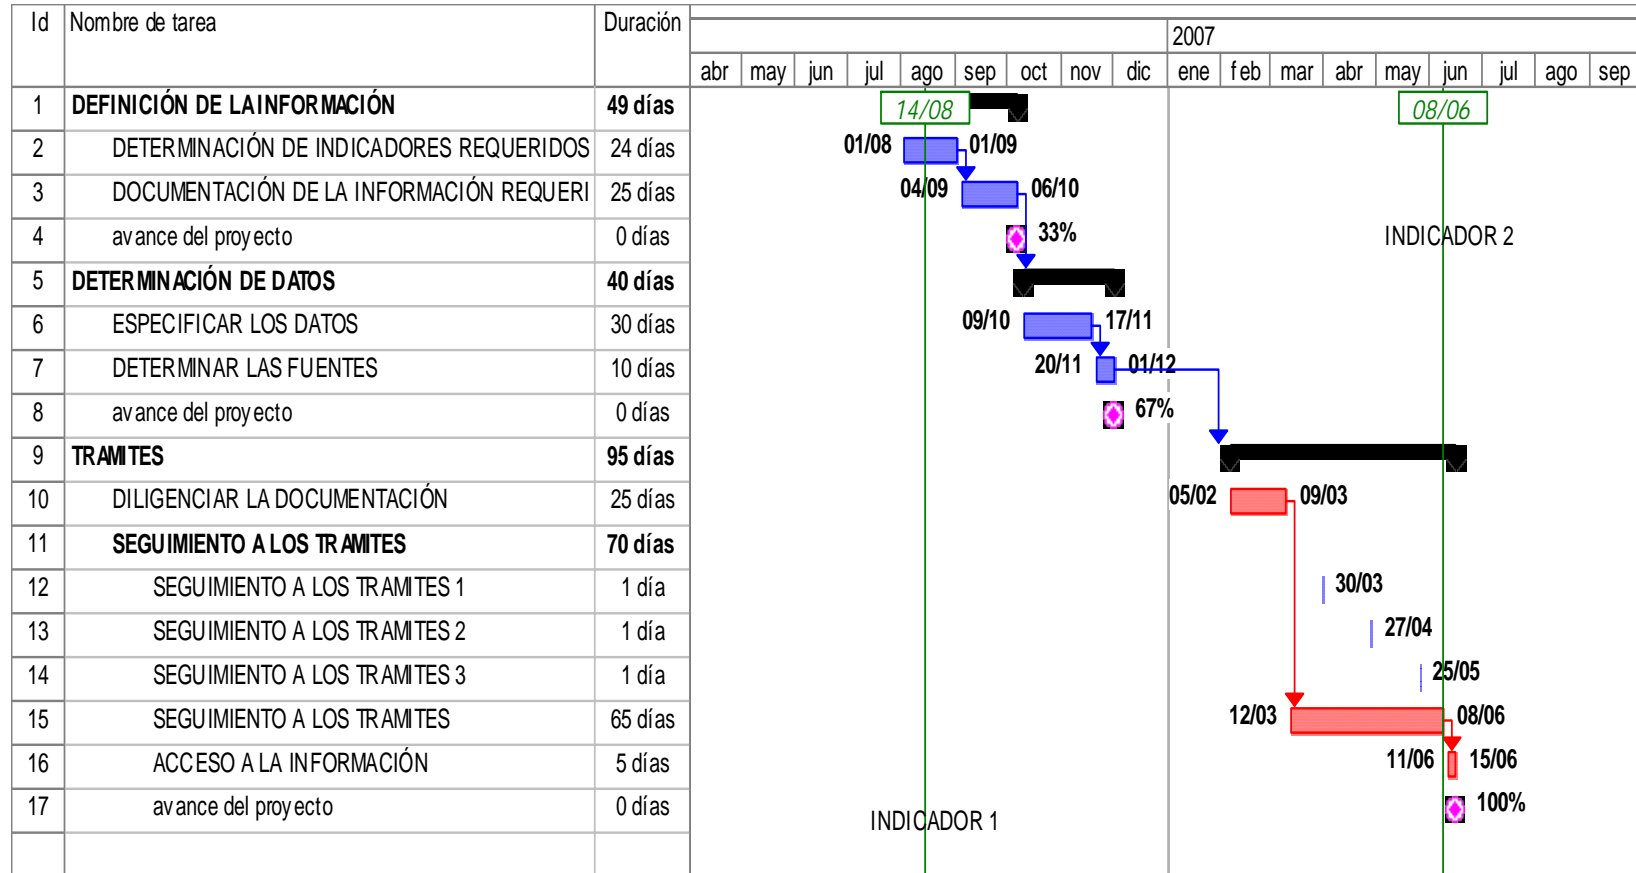 Id Nombre de tarea Duración
2007
abr may jun jul ago sep oct nov dic ene feb mar abr may jun jul ago sep
1 DEFINICIÓN DE LA INFORMACIÓN 49 días 14/08 08/06
2 DETERMINACIÓN DE INDICADORES REQUERIDOS 24 días 01/08 01/09
3 DOCUMENTACIÓN DE LA INFORMACIÓN REQUERI 25 días 04/09 06/10
4 avance del proyecto 0 días 33% INDICADOR 2
5 DETERMINACIÓN DE DATOS 40 días
6 ESPECIFICAR LOS DATOS 30 días 09/10 17/11
7 DETERMINAR LAS FUENTES 10 días 20/11 01/12
8 avance del proyecto 0 días 67%
9 TRAMITES 95 días
10 DILIGENCIAR LA DOCUMENTACIÓN 25 días 05/02 09/03
11 SEGUIMIENTO A LOS TRAMITES 70 días
12 SEGUIMIENTO A LOS TRAMITES 1 1 día 30/03
13 SEGUIMIENTO A LOS TRAMITES 2 1 día 27/04
14 SEGUIMIENTO A LOS TRAMITES 3 1 día 25/05
15 SEGUIMIENTO A LOS TRAMITES 65 días 12/03 08/06
16 ACCESO A LA INFORMACIÓN 5 días 11/06 15/06
17 avance del proyecto 0 días 100%
INDICADOR 1